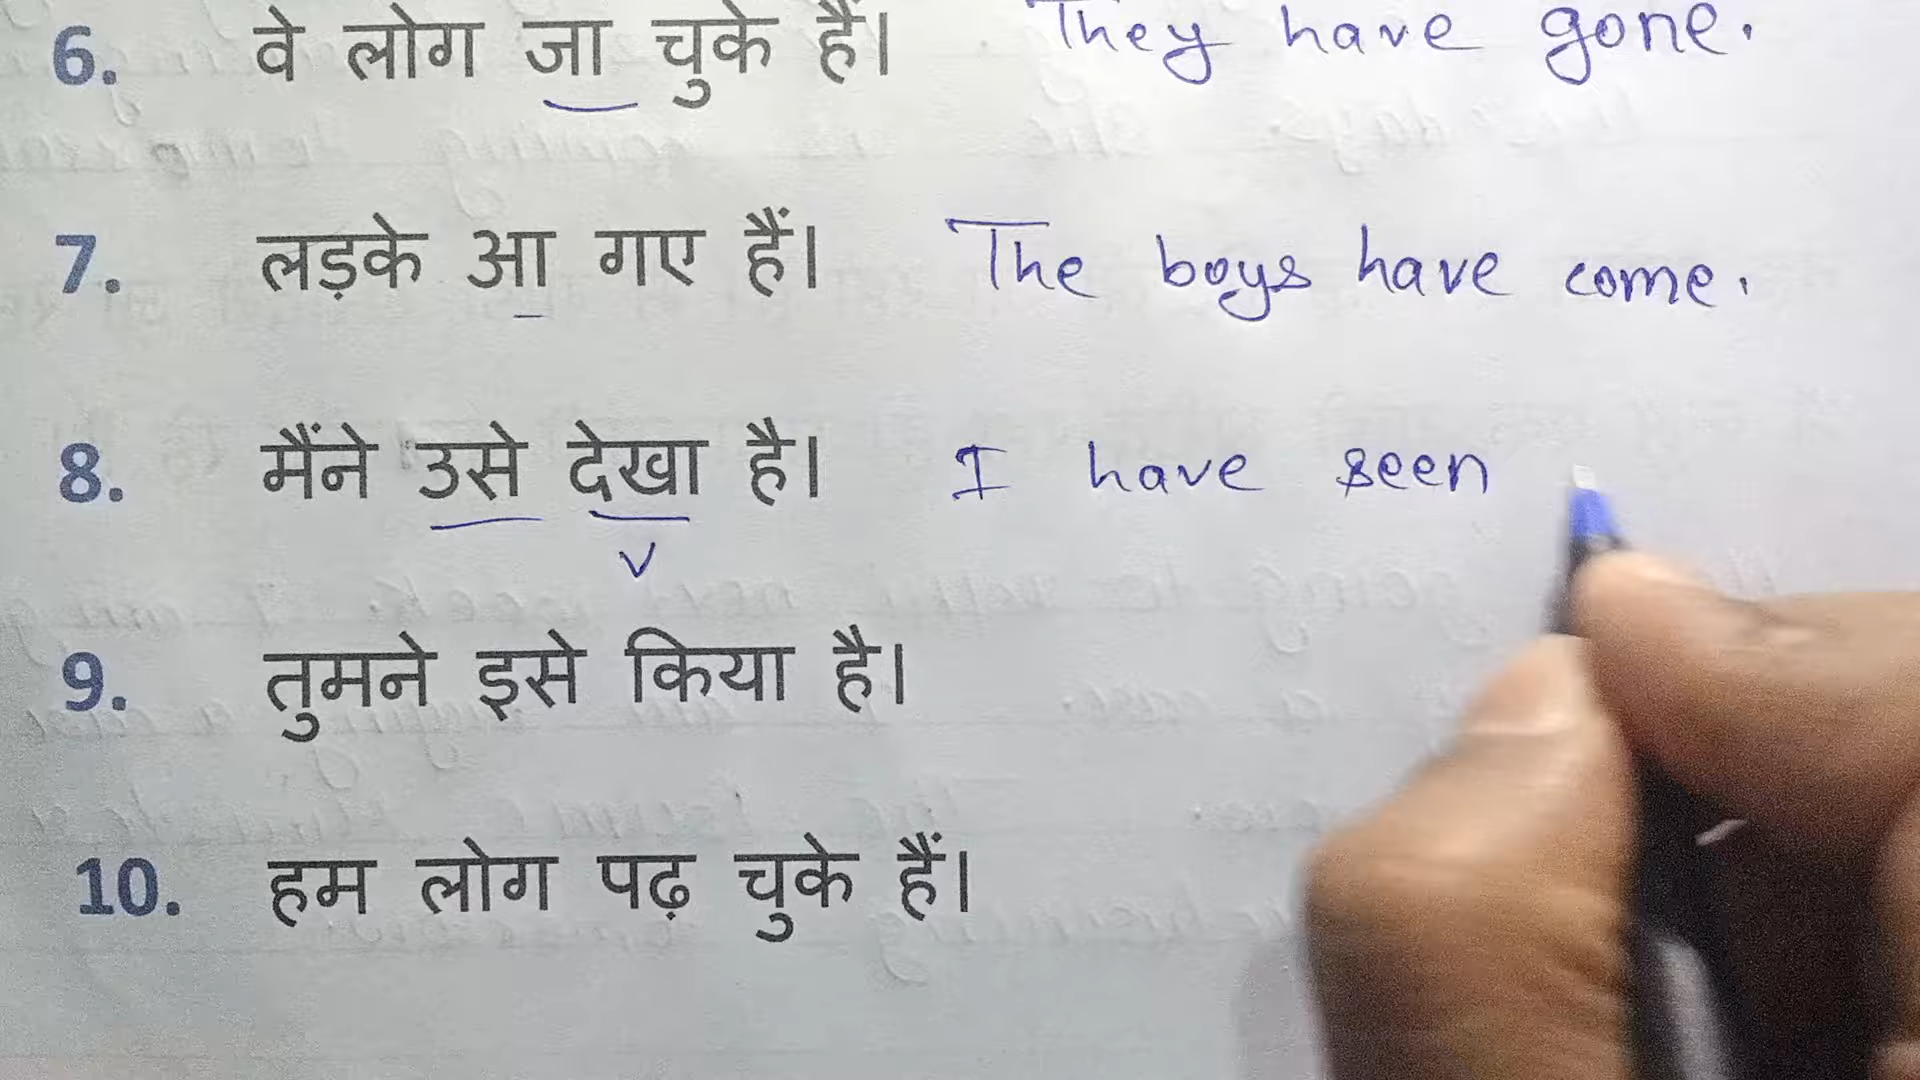 6. वे लोग जा चुके हैं। They have gone.
7. लड़के आ गए हैं। The boys have come.
8. मैंने उसे देखा है। I have seen
V
9. तुमने इसे किया है।
10. हम लोग पढ़ चुके हैं।